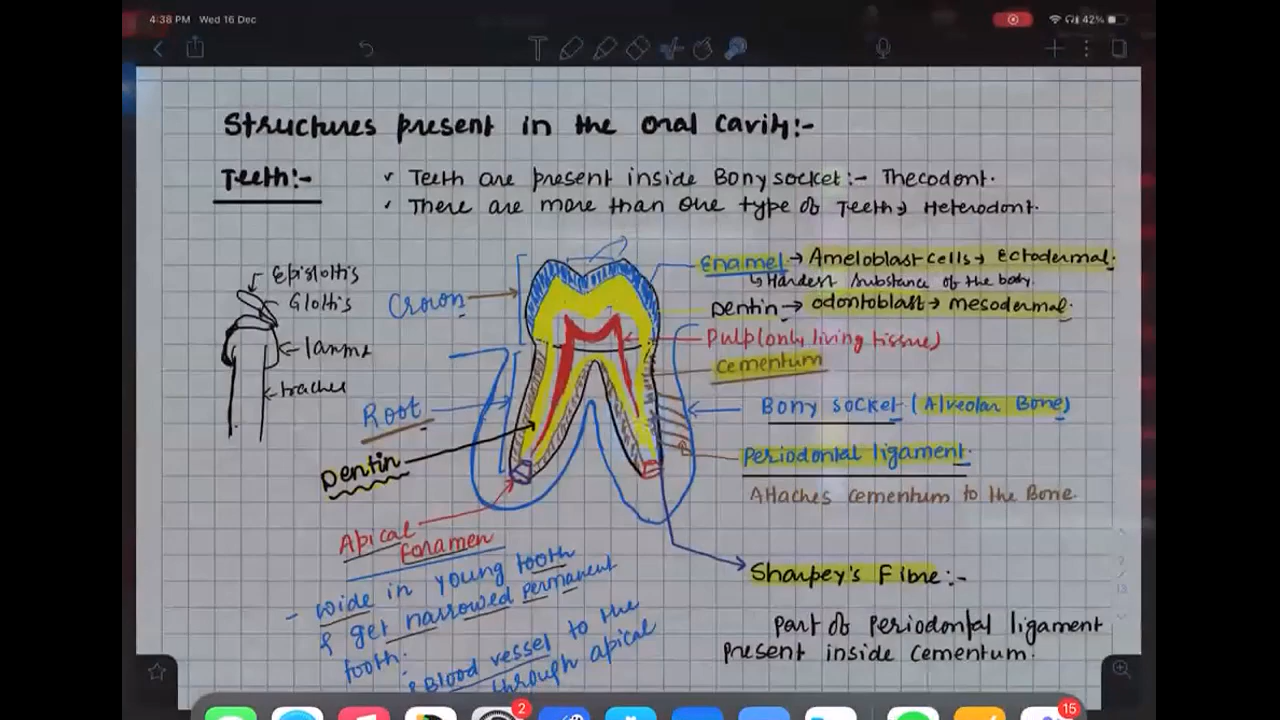 4:38 PM Wed 16 Dec
42%
Structures present in the oral cavity:-
Teeth:-
Teeth are present inside Bony socket:- Thecodont.
There are more than one type of Teeth → Heterodont.
Epislottis
Glottis
larynx
trachea
Crown
Root
Dentin
Apical
foramen
- wide in young tooth
& get narrowed permanent
tooth.
& Blood vessel to the
through apical
Enamel → Ameloblast cells → Ectodermal.
↳ Hardest substance of the body.
Dentin → odontoblast → mesodermal.
Pulp (only living tissue)
cementum
Bony socket (Alveolar Bone)
Periodontal ligament
Attaches cementum to the Bone.
Sharpey's Fibre:-
part of periodontal ligament
present inside cementum.
2
15